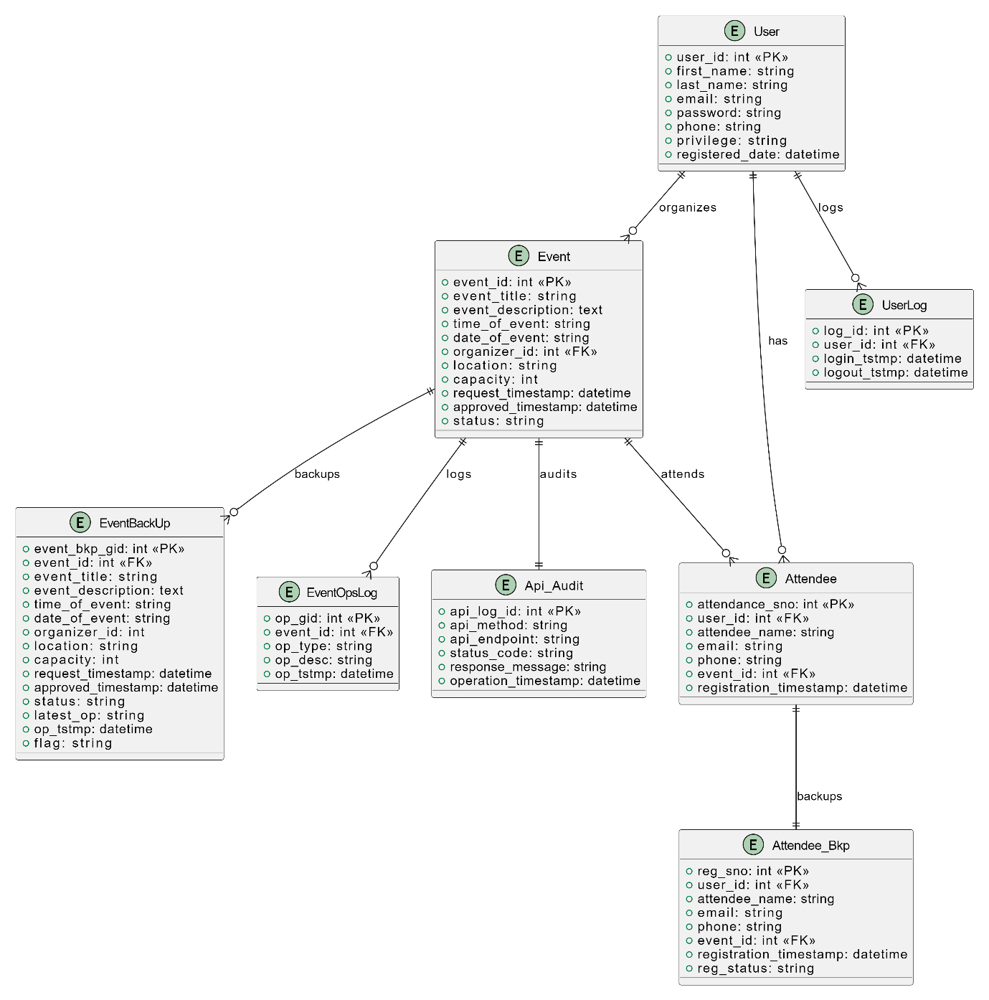 E User
user_id: int «PK»
first_name: string
last_name: string
email: string
password: string
phone: string
privilege: string
registered_date: datetime
organizes
logs
E Event
event_id: int «PK»
event_title: string
event_description: text
time_of_event: string
date_of_event: string
organizer_id: int «FK»
location: string
capacity: int
request_timestamp: datetime
approved_timestamp: datetime
status: string
E UserLog
log_id: int «PK»
user_id: int «FK»
login_tstmp: datetime
logout_tstmp: datetime
has
backups
logs
audits
attends
E EventBackUp
event_bkp_gid: int «PK»
event_id: int «FK»
event_title: string
event_description: text
time_of_event: string
date_of_event: string
organizer_id: int
location: string
capacity: int
request_timestamp: datetime
approved_timestamp: datetime
status: string
latest_op: string
op_tstmp: datetime
flag: string
E EventOpsLog
op_gid: int «PK»
event_id: int «FK»
op_type: string
op_desc: string
op_tstmp: datetime
E Api_Audit
api_log_id: int «PK»
api_method: string
api_endpoint: string
status_code: string
response_message: string
operation_timestamp: datetime
E Attendee
attendance_sno: int «PK»
user_id: int «FK»
attendee_name: string
email: string
phone: string
event_id: int «FK»
registration_timestamp: datetime
backups
E Attendee_Bkp
reg_sno: int «PK»
user_id: int «FK»
attendee_name: string
email: string
phone: string
event_id: int «FK»
registration_timestamp: datetime
reg_status: string